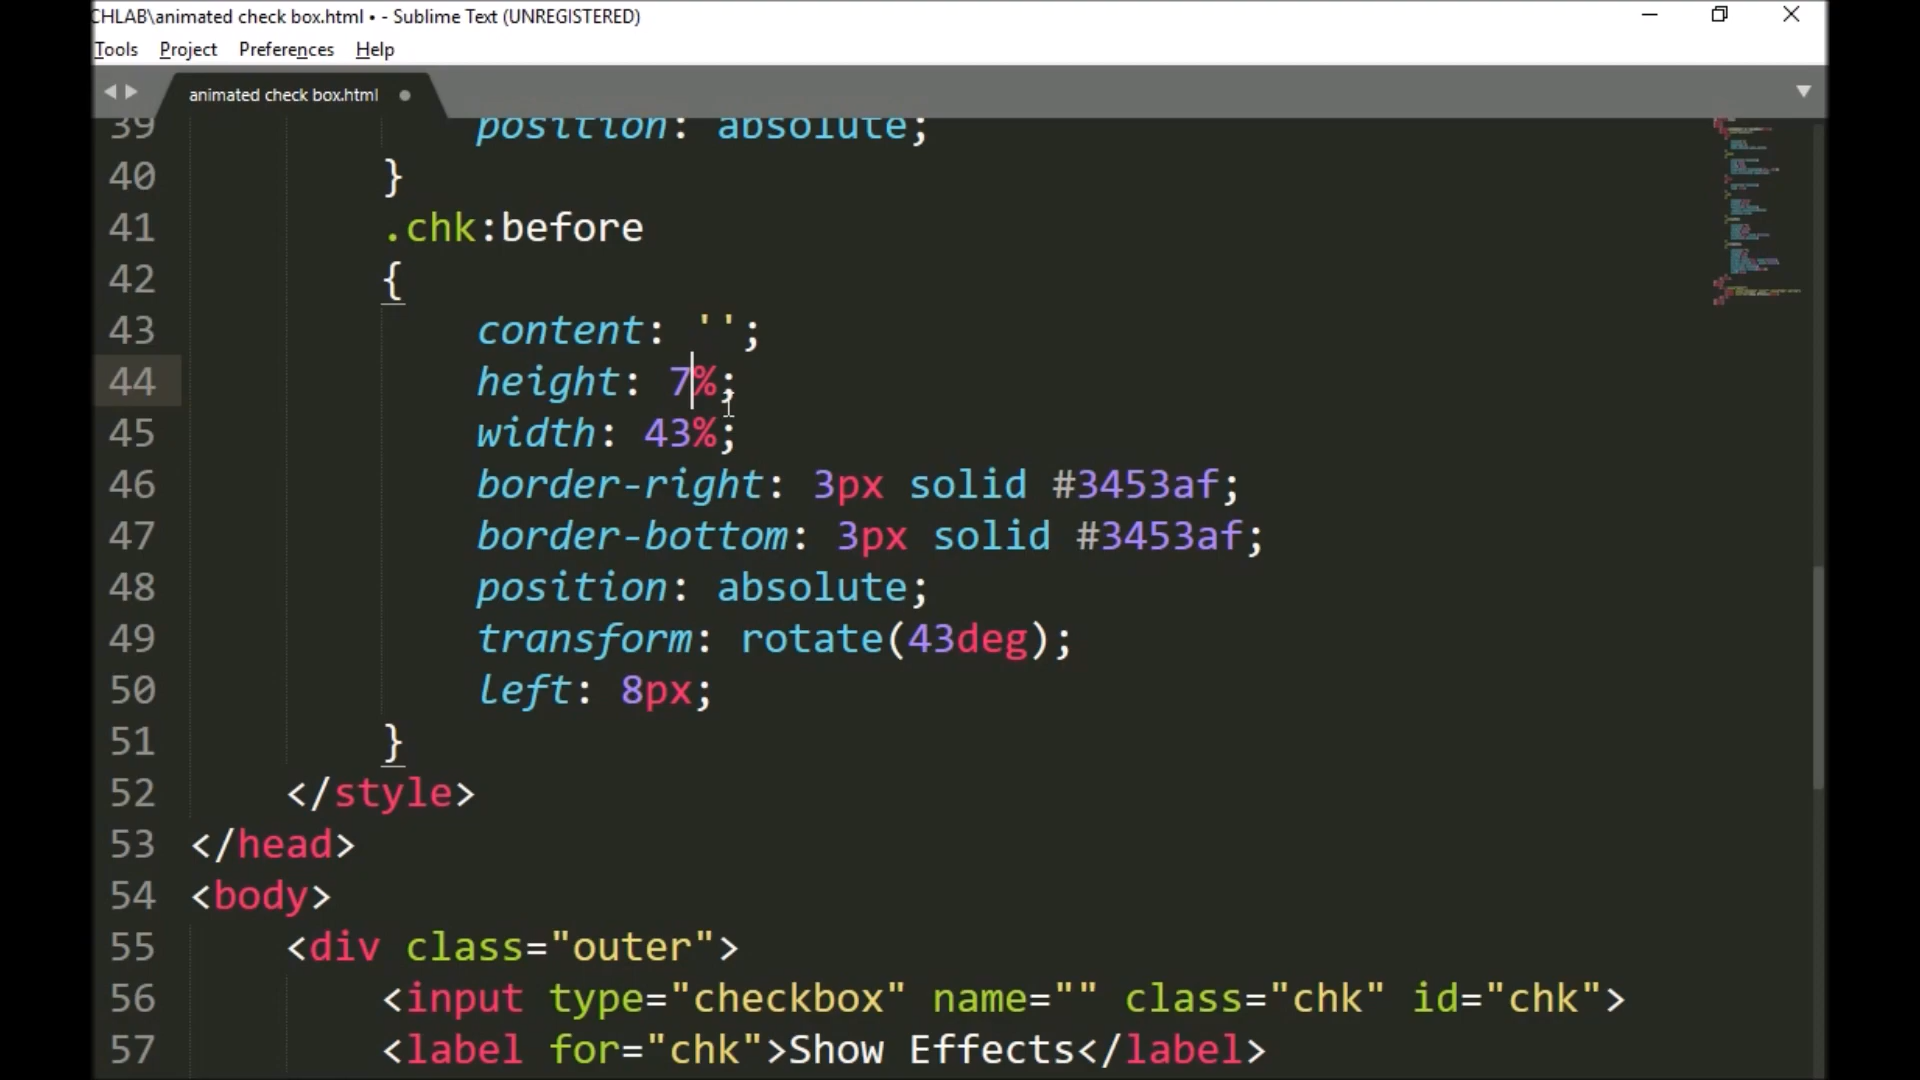 CHLAB\animated check box.html • - Sublime Text (UNREGISTERED)
Tools Project Preferences Help
animated check box.html
39 position: absolute;
40 }
41 .chk:before
42 {
43 content: '';
44 height: 7%;
45 width: 43%;
46 border-right: 3px solid #3453af;
47 border-bottom: 3px solid #3453af;
48 position: absolute;
49 transform: rotate(43deg);
50 left: 8px;
51 }
52 </style>
53 </head>
54 <body>
55 <div class="outer">
56 <input type="checkbox" name="" class="chk" id="chk">
57 <label for="chk">Show Effects</label>